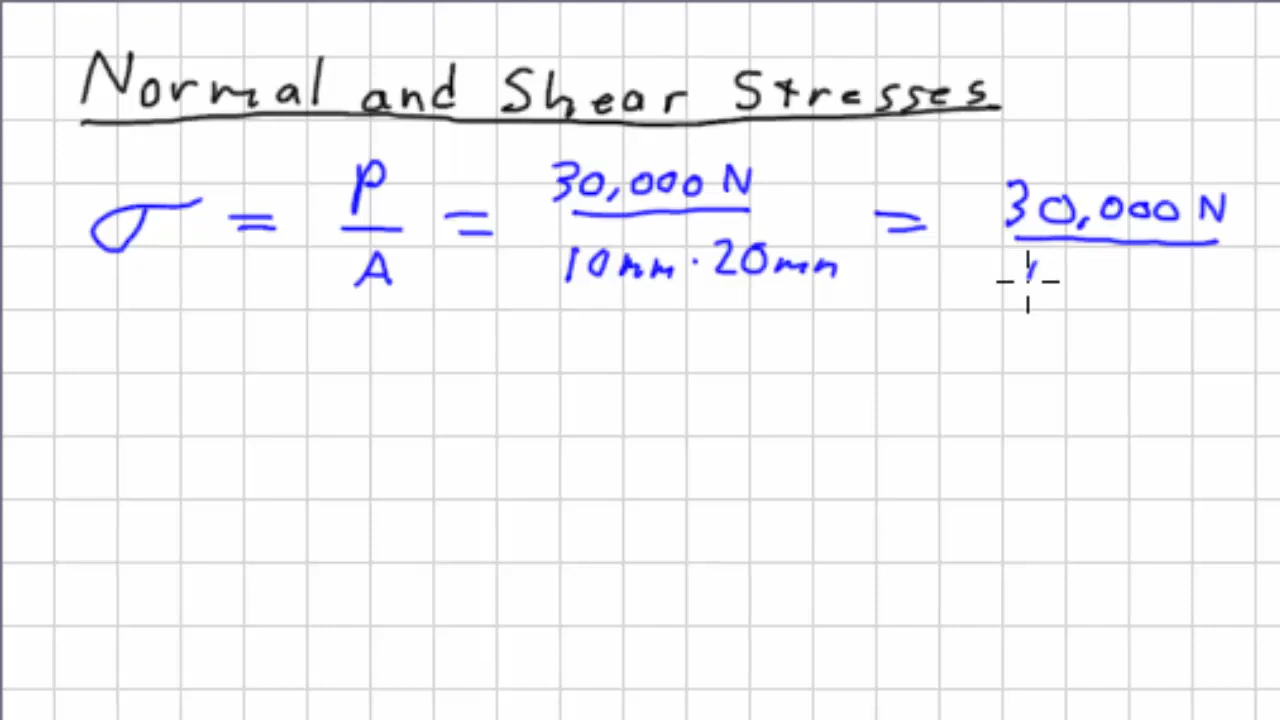 Normal and Shear Stresses
σ = P/A = 30,000 N / 10mm · 20mm = 30,000 N